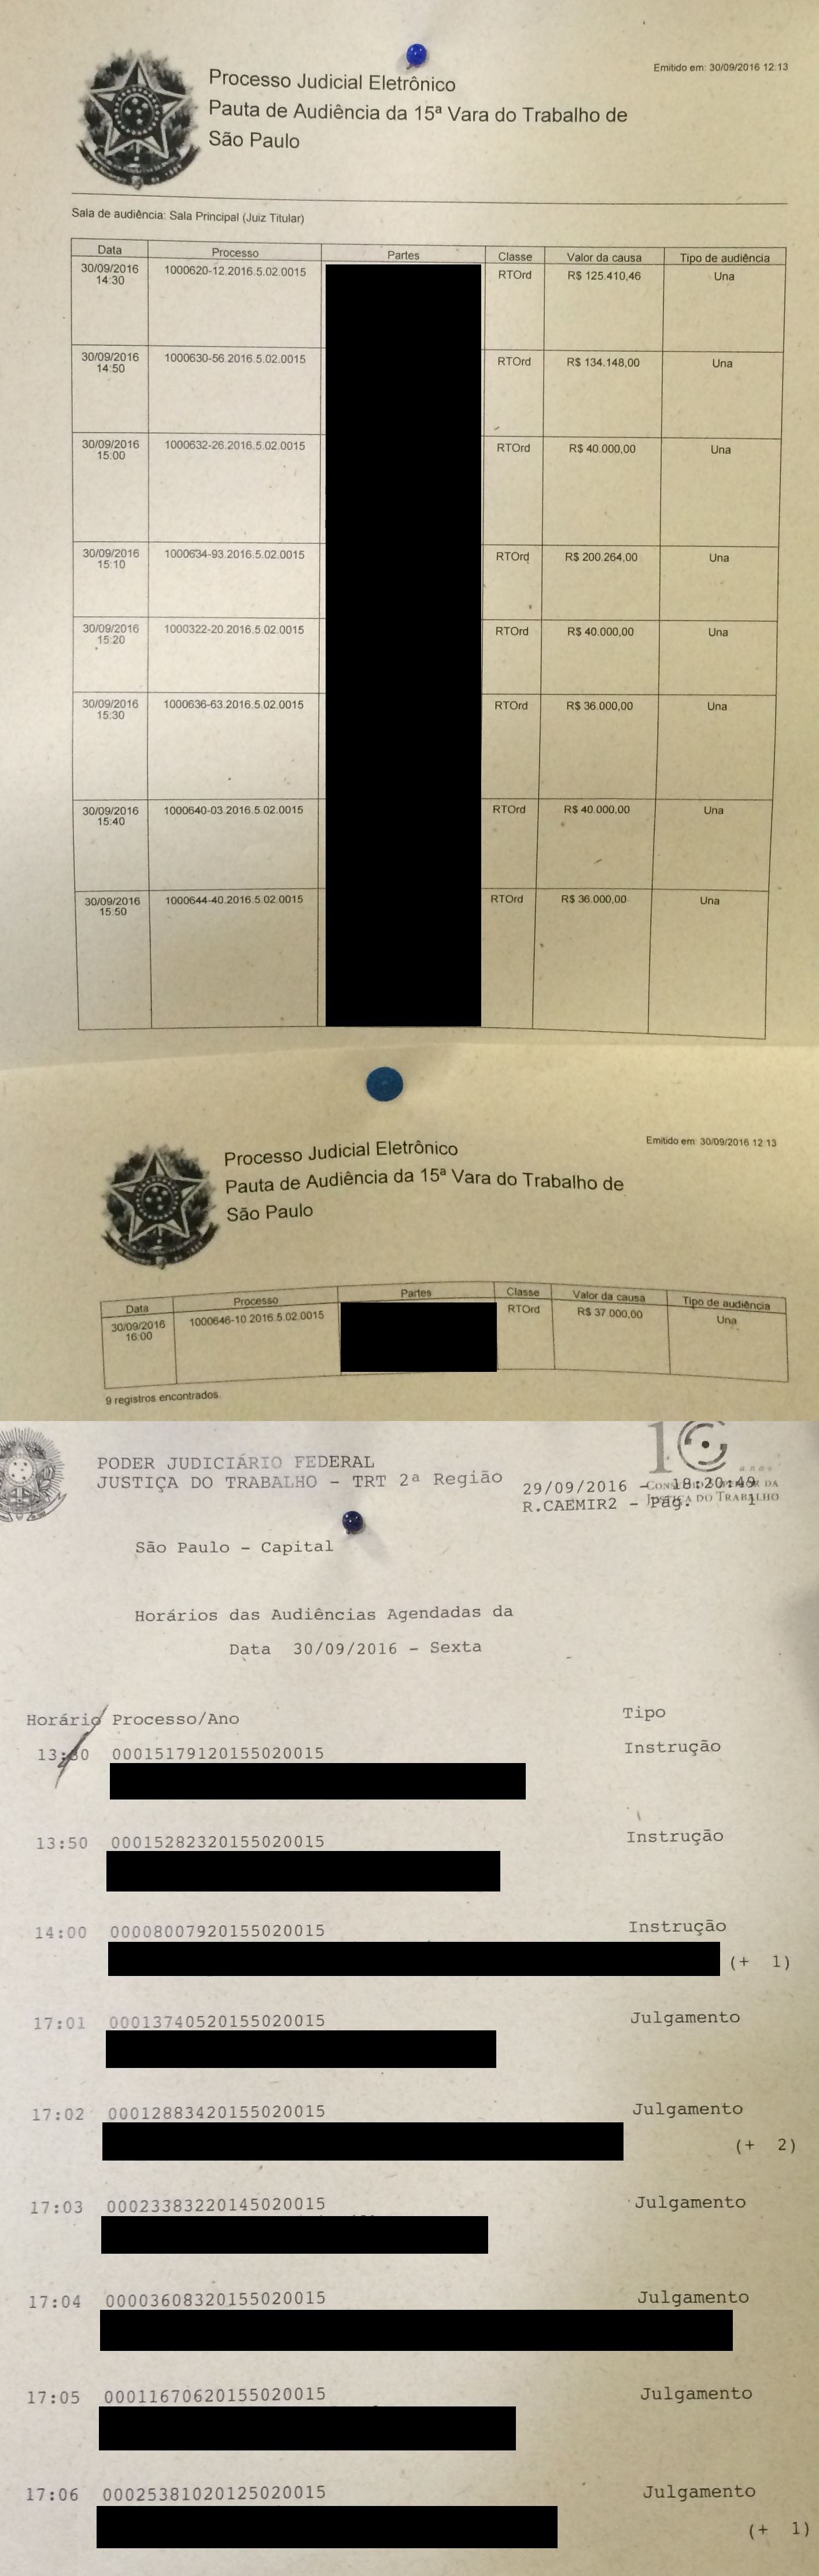 Emitido em: 30/09/2016 12:13
Processo Judicial Eletrônico
Pauta de Audiência da 15ª Vara do Trabalho de
São Paulo
Sala de audiência: Sala Principal (Juiz Titular)
Data Processo Partes Classe Valor da causa Tipo de audiência
30/09/2016 1000620-12.2016.5.02.0015 RTOrd R$ 125.410,46 Una
14:30
30/09/2016 1000630-56.2016.5.02.0015 RTOrd R$ 134.148,00 Una
14:50
30/09/2016 1000632-26.2016.5.02.0015 RTOrd R$ 40.000,00 Una
15:00
30/09/2016 1000634-93.2016.5.02.0015 RTOrd R$ 200.264,00 Una
15:10
30/09/2016 1000322-20.2016.5.02.0015 RTOrd R$ 40.000,00 Una
15:20
30/09/2016 1000636-63.2016.5.02.0015 RTOrd R$ 36.000,00 Una
15:30
30/09/2016 1000640-03.2016.5.02.0015 RTOrd R$ 40.000,00 Una
15:40
30/09/2016 1000644-40.2016.5.02.0015 RTOrd R$ 36.000,00 Una
15:50
Emitido em: 30/09/2016 12:13
Processo Judicial Eletrônico
Pauta de Audiência da 15ª Vara do Trabalho de
São Paulo
Data Processo Partes Classe Valor da causa Tipo de audiência
30/09/2016 1000646-10.2016.5.02.0015 RTOrd R$ 37.000,00 Una
16:00
9 registros encontrados.
PODER JUDICIÁRIO FEDERAL
JUSTIÇA DO TRABALHO - TRT 2ª Região
29/09/2016 - 18:20:49
R.CAEMIR2 - Pág. 1
São Paulo - Capital
Horários das Audiências Agendadas da
Data 30/09/2016 - Sexta
Horário Processo/Ano Tipo
00015179120155020015 Instrução
13:50 00015282320155020015 Instrução
14:00 00008007920155020015 Instrução
(+ 1)
17:01 00013740520155020015 Julgamento
17:02 00012883420155020015 Julgamento
(+ 2)
17:03 00023383220145020015 Julgamento
17:04 00003608320155020015 Julgamento
17:05 00011670620155020015 Julgamento
17:06 00025381020125020015 Julgamento
(+ 1)